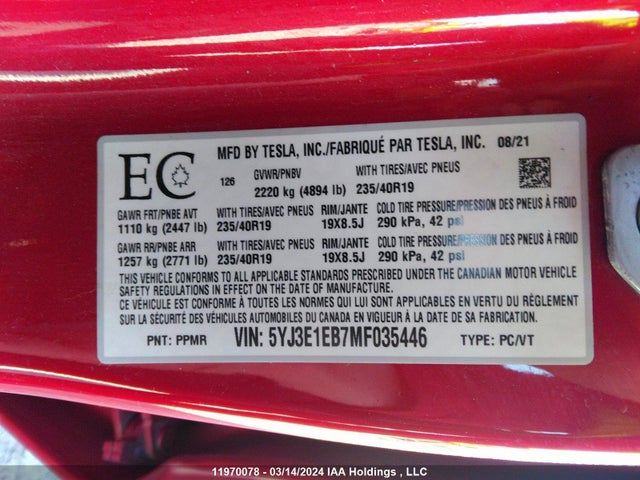 MFD BY TESLA, INC./FABRIQUÉ PAR TESLA, INC. 08/21
EC
126
GVWR/PNBV WITH TIRES/AVEC PNEUS
2220 kg (4894 lb) 235/40R19
GAWR FRT/PNBE AVT WITH TIRES/AVEC PNEUS RIM/JANTE COLD TIRE PRESSURE/PRESSION DES PNEUS À FROID
1110 kg (2447 lb) 235/40R19 19X8.5J 290 kPa, 42 psi
GAWR RR/PNBE ARR WITH TIRES/AVEC PNEUS RIM/JANTE COLD TIRE PRESSURE/PRESSION DES PNEUS À FROID
1257 kg (2771 lb) 235/40R19 19X8.5J 290 kPa, 42 psi
THIS VEHICLE CONFORMS TO ALL APPLICABLE STANDARDS PRESCRIBED UNDER THE CANADIAN MOTOR VEHICLE
SAFETY REGULATIONS IN EFFECT ON THE DATE OF MANUFACTURE.
CE VÉHICULE EST CONFORME À TOUTES LES NORMES QUI LUI SONT APPLICABLES EN VERTU DU RÈGLEMENT
SUR LA SÉCURITÉ DES VÉHICULES AUTOMOBILES DU CANADA EN VIGUEUR À LA DATE DE SA FABRICATION.
PNT: PPMR VIN: 5YJ3E1EB7MF035446 TYPE: PC/VT
11970078 - 03/14/2024 IAA Holdings , LLC